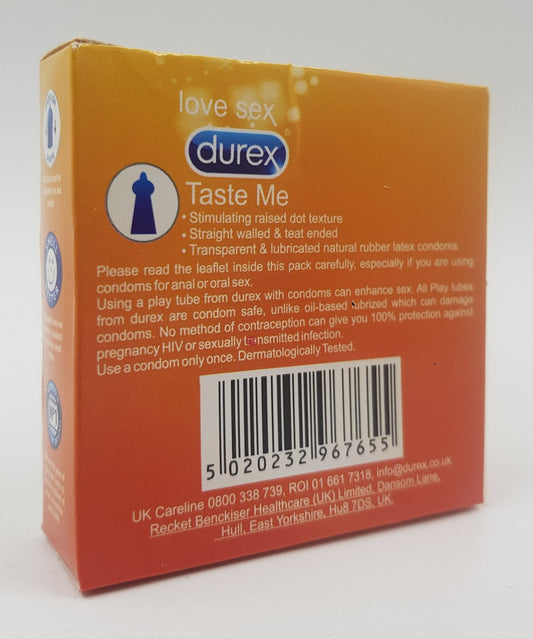 love sex
durex
Taste Me
• Stimulating raised dot texture
• Straight walled & teat ended
• Transparent & lubricated natural rubber latex condoms
Please read the leaflet inside this pack carefully, especially if you are using
condoms for anal or oral sex.
Using a play tube from durex with condoms can enhance sex. All Play lubes
from durex are condom safe, unlike oil-based lubrized which can damage
condoms. No method of contraception can give you 100% protection against
pregnancy HIV or sexually transmitted infection.
Use a condom only once. Dermatologically Tested.
5 020232 967655
UK Careline 0800 338 739, ROI 01 661 7318, info@durex.co.uk
Recket Benckiser Healthcare (UK) Limited, Dansom Lane,
Hull, East Yorkshire, Hu8 7DS, UK